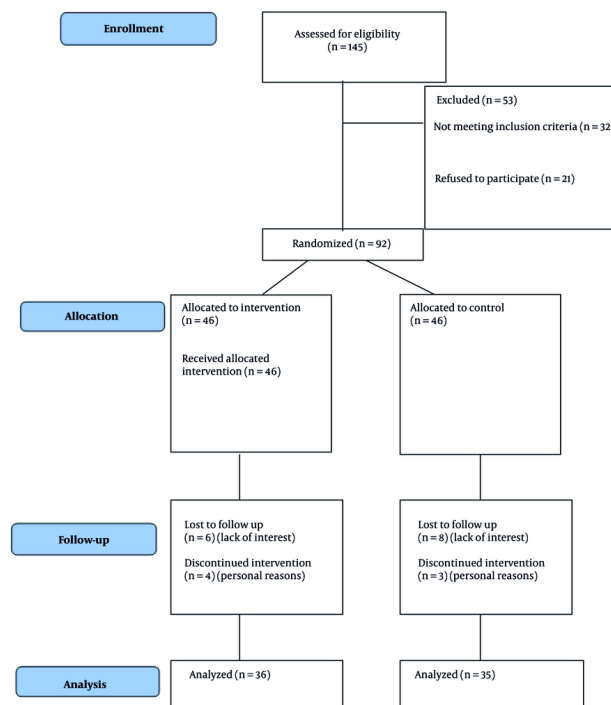 Enrollment
Assessed for eligibility
(n = 145)
Excluded (n = 53)
Not meeting inclusion criteria (n = 32
Refused to participate (n = 21)
Randomized (n = 92)
Allocation
Allocated to intervention
(n = 46)
Received allocated
intervention (n = 46)
Allocated to control
(n = 46)
Follow-up
Lost to follow up
(n = 6) (lack of interest)
Discontinued intervention
(n = 4) (personal reasons)
Lost to follow up
(n = 8) (lack of interest)
Discontinued intervention
(n = 3) (personal reasons)
Analysis
Analyzed (n = 36)
Analyzed (n = 35)